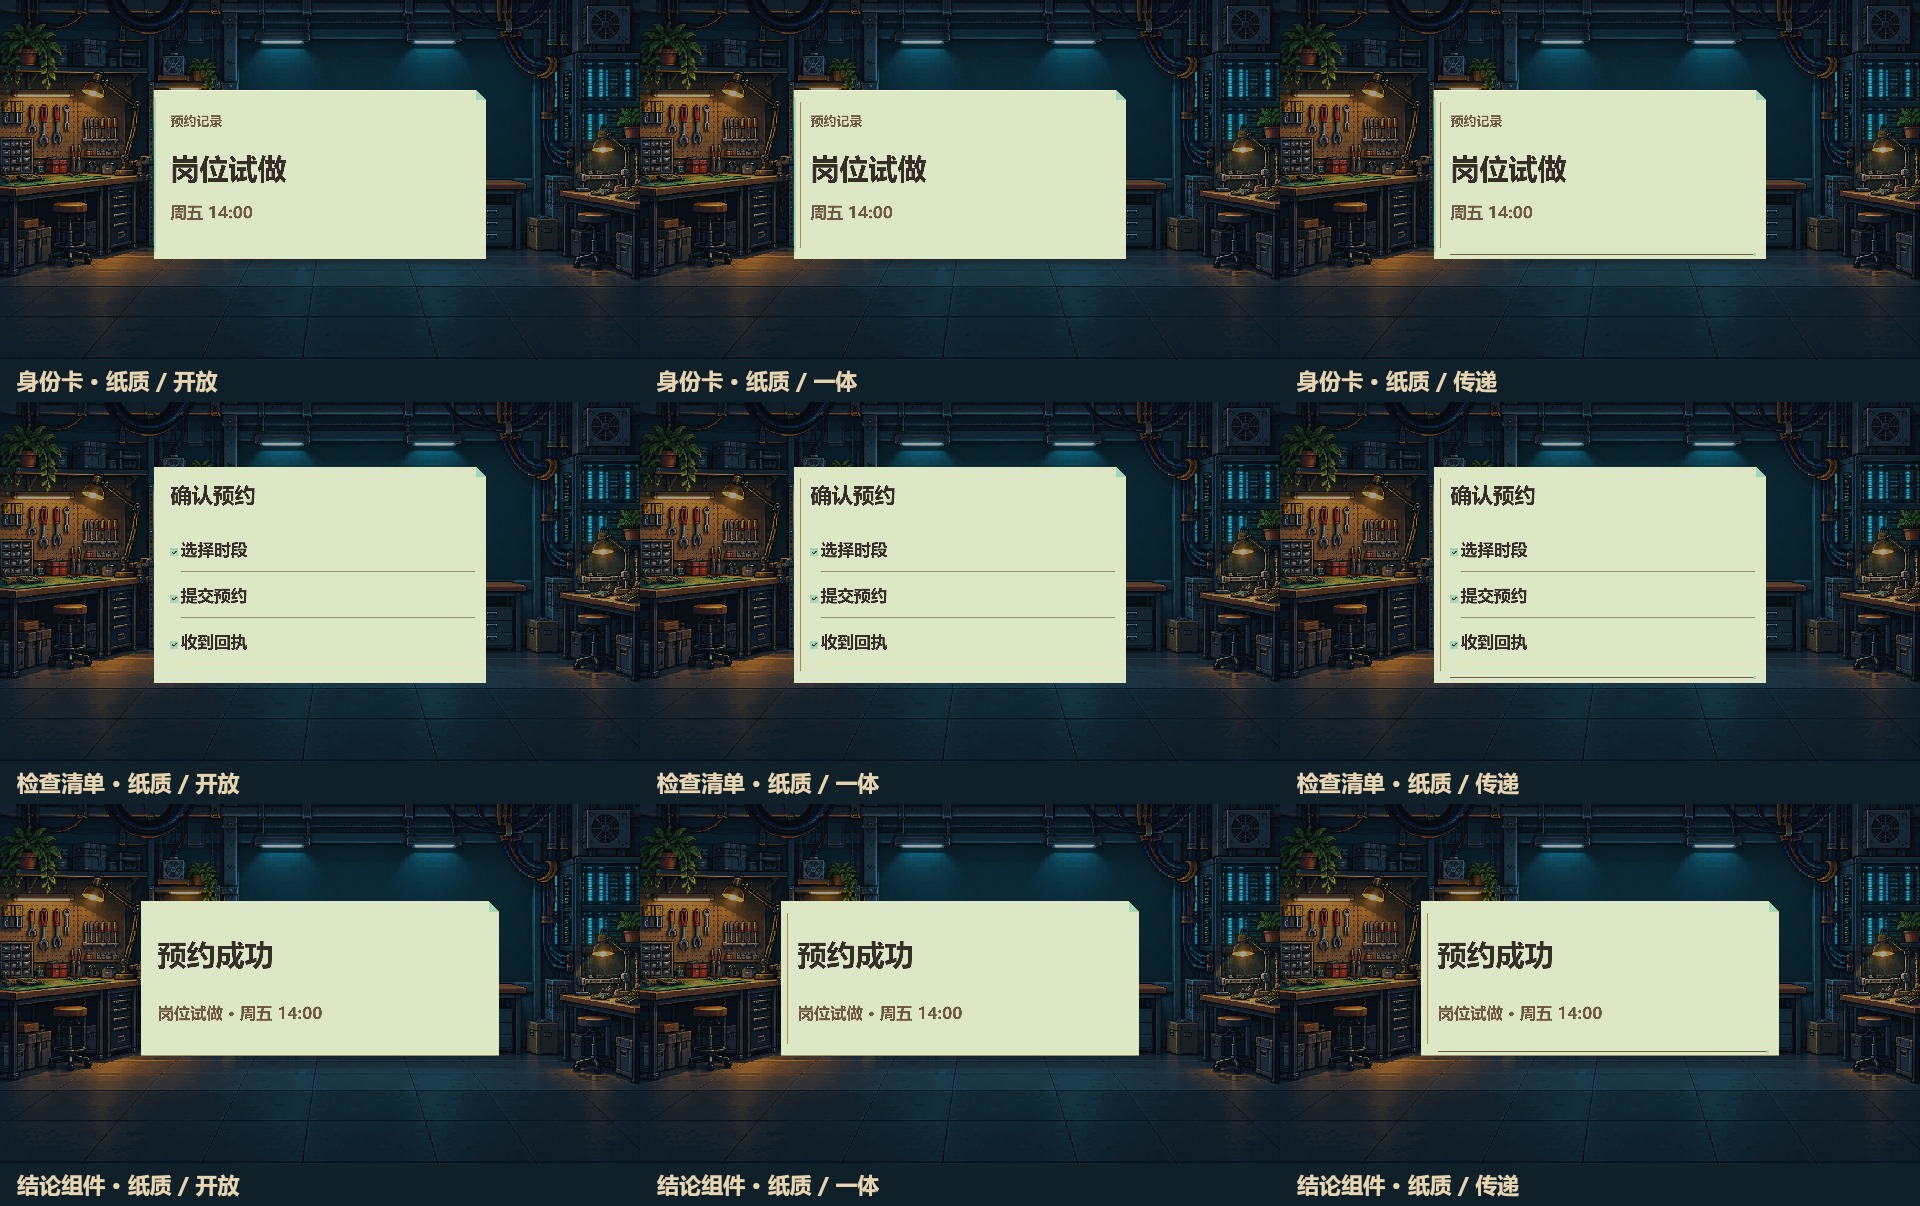 预约记录
岗位试做
周五 14:00
身份卡·纸质 / 开放
预约记录
岗位试做
周五 14:00
身份卡·纸质 / 一体
预约记录
岗位试做
周五 14:00
身份卡·纸质 / 传递
确认预约
选择时段
提交预约
收到回执
检查清单·纸质 / 开放
确认预约
选择时段
提交预约
收到回执
检查清单·纸质 / 一体
确认预约
选择时段
提交预约
收到回执
检查清单·纸质 / 传递
预约成功
岗位试做·周五 14:00
结论组件·纸质 / 开放
预约成功
岗位试做·周五 14:00
结论组件·纸质 / 一体
预约成功
岗位试做·周五 14:00
结论组件·纸质 / 传递